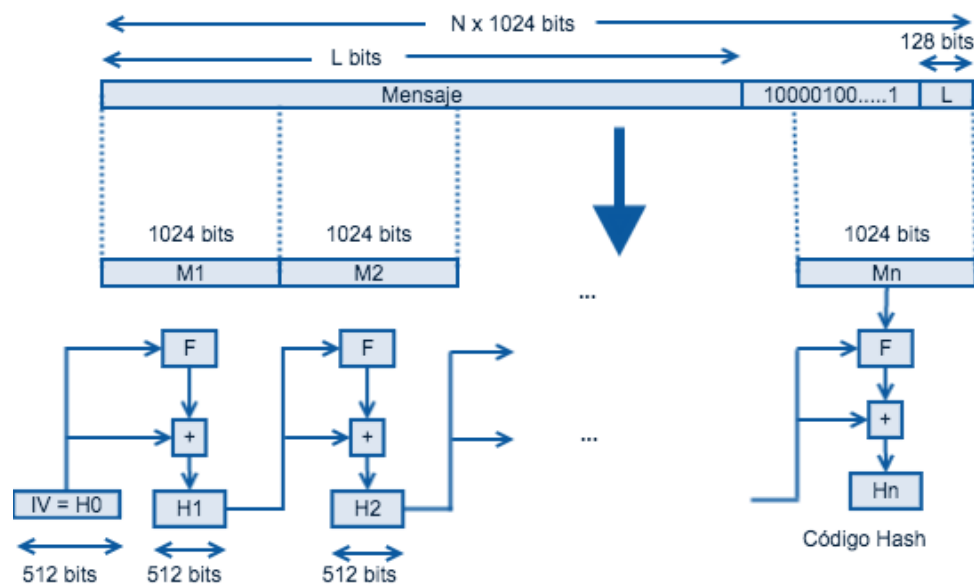 N x 1024 bits
128 bits
L bits
Mensaje 10000100.....1 L
1024 bits 1024 bits 1024 bits
M1 M2 Mn
...
F F F
+ + + ...
IV = H0 H1 H2 Hn
Código Hash
512 bits 512 bits 512 bits